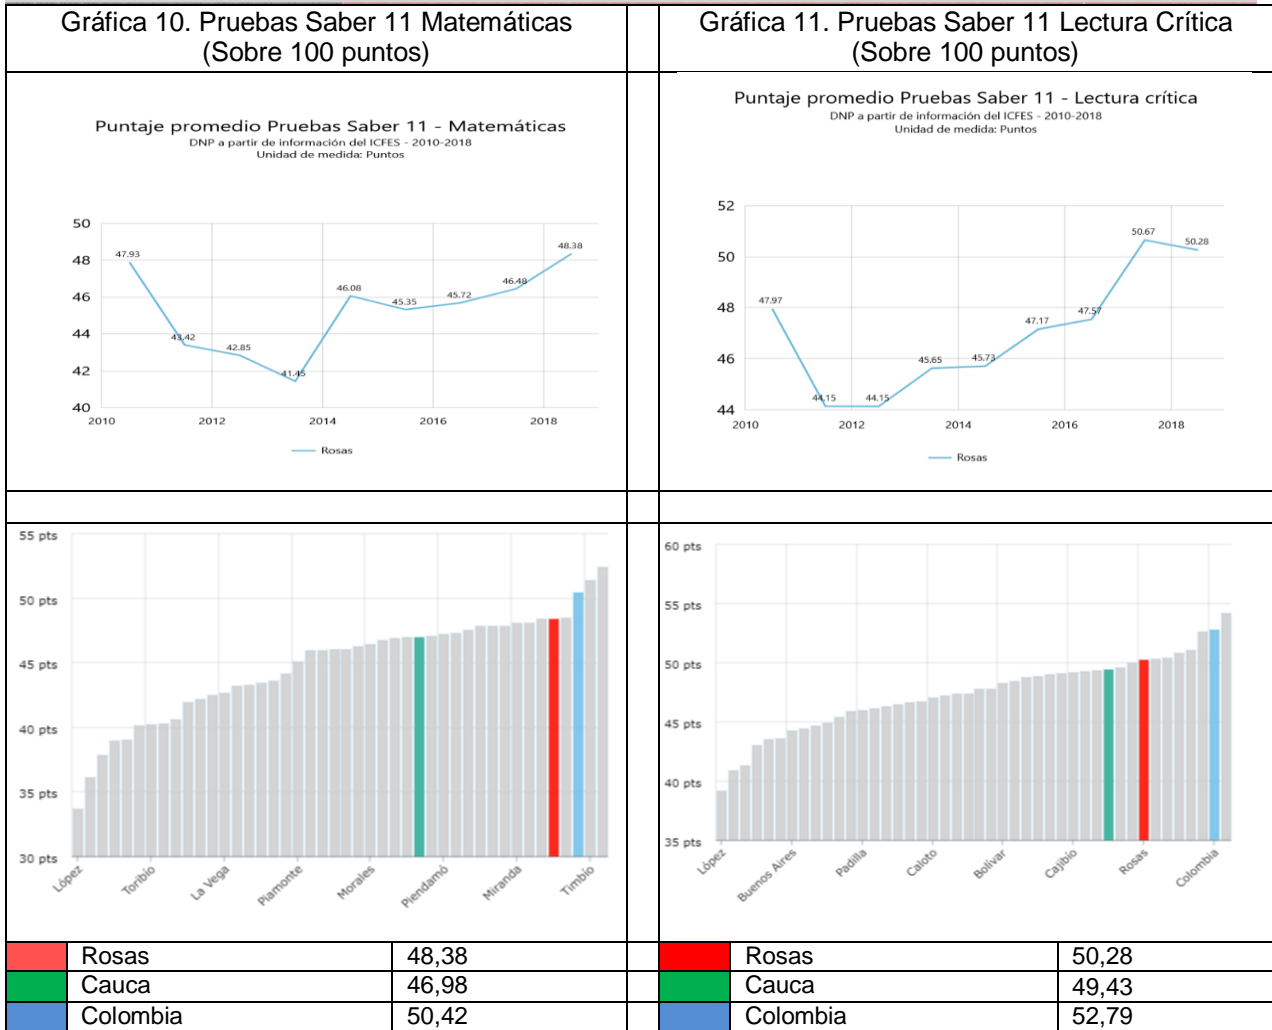 Gráfica 10. Pruebas Saber 11 Matemáticas
(Sobre 100 puntos)
Puntaje promedio Pruebas Saber 11 - Matemáticas
DNP a partir de información del ICFES - 2010-2018
Unidad de medida: Puntos
50
48
46
44
42
40
47.93
43.42
42.85
41.45
46.08
45.35
45.72
46.48
48.38
2010
2012
2014
2016
2018
Rosas
Gráfica 11. Pruebas Saber 11 Lectura Crítica
(Sobre 100 puntos)
Puntaje promedio Pruebas Saber 11 - Lectura crítica
DNP a partir de información del ICFES - 2010-2018
Unidad de medida: Puntos
52
50
48
46
44
47.97
44.15
44.15
45.65
45.73
47.17
47.57
50.67
50.28
2010
2012
2014
2016
2018
Rosas
55 pts
50 pts
45 pts
40 pts
35 pts
30 pts
López
Toribio
La Vega
Piamonte
Morales
Piendamó
Miranda
Timbio
60 pts
55 pts
50 pts
45 pts
40 pts
35 pts
López
Buenos Aires
Padilla
Caloto
Bolívar
Cajibio
Rosas
Colombia
Rosas 48,38
Cauca 46,98
Colombia 50,42
Rosas 50,28
Cauca 49,43
Colombia 52,79